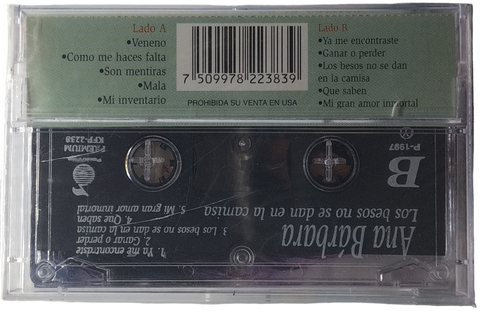 Lado A
•Veneno
•Como me haces falta
•Son mentiras
•Mala
•Mi inventario
7 509978 223839
PROHIBIDA SU VENTA EN USA
Lado B
•Ya me encontraste
•Ganar o perder
•Los besos no se dan
en la camisa
•Que saben
•Mi gran amor inmortal
B
P-1997
Ana Bárbara
Los besos no se dan en la camisa
1. Ya me encontraste
2. Ganar o perder
3. Los besos no se dan en la camisa
4. Que saben
5. Mi gran amor inmortal
PREMIUM
KFP-2238